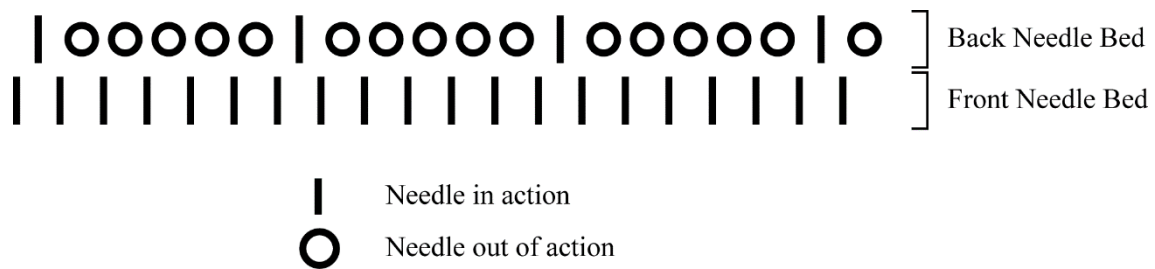 Back Needle Bed
Front Needle Bed
Needle in action
Needle out of action